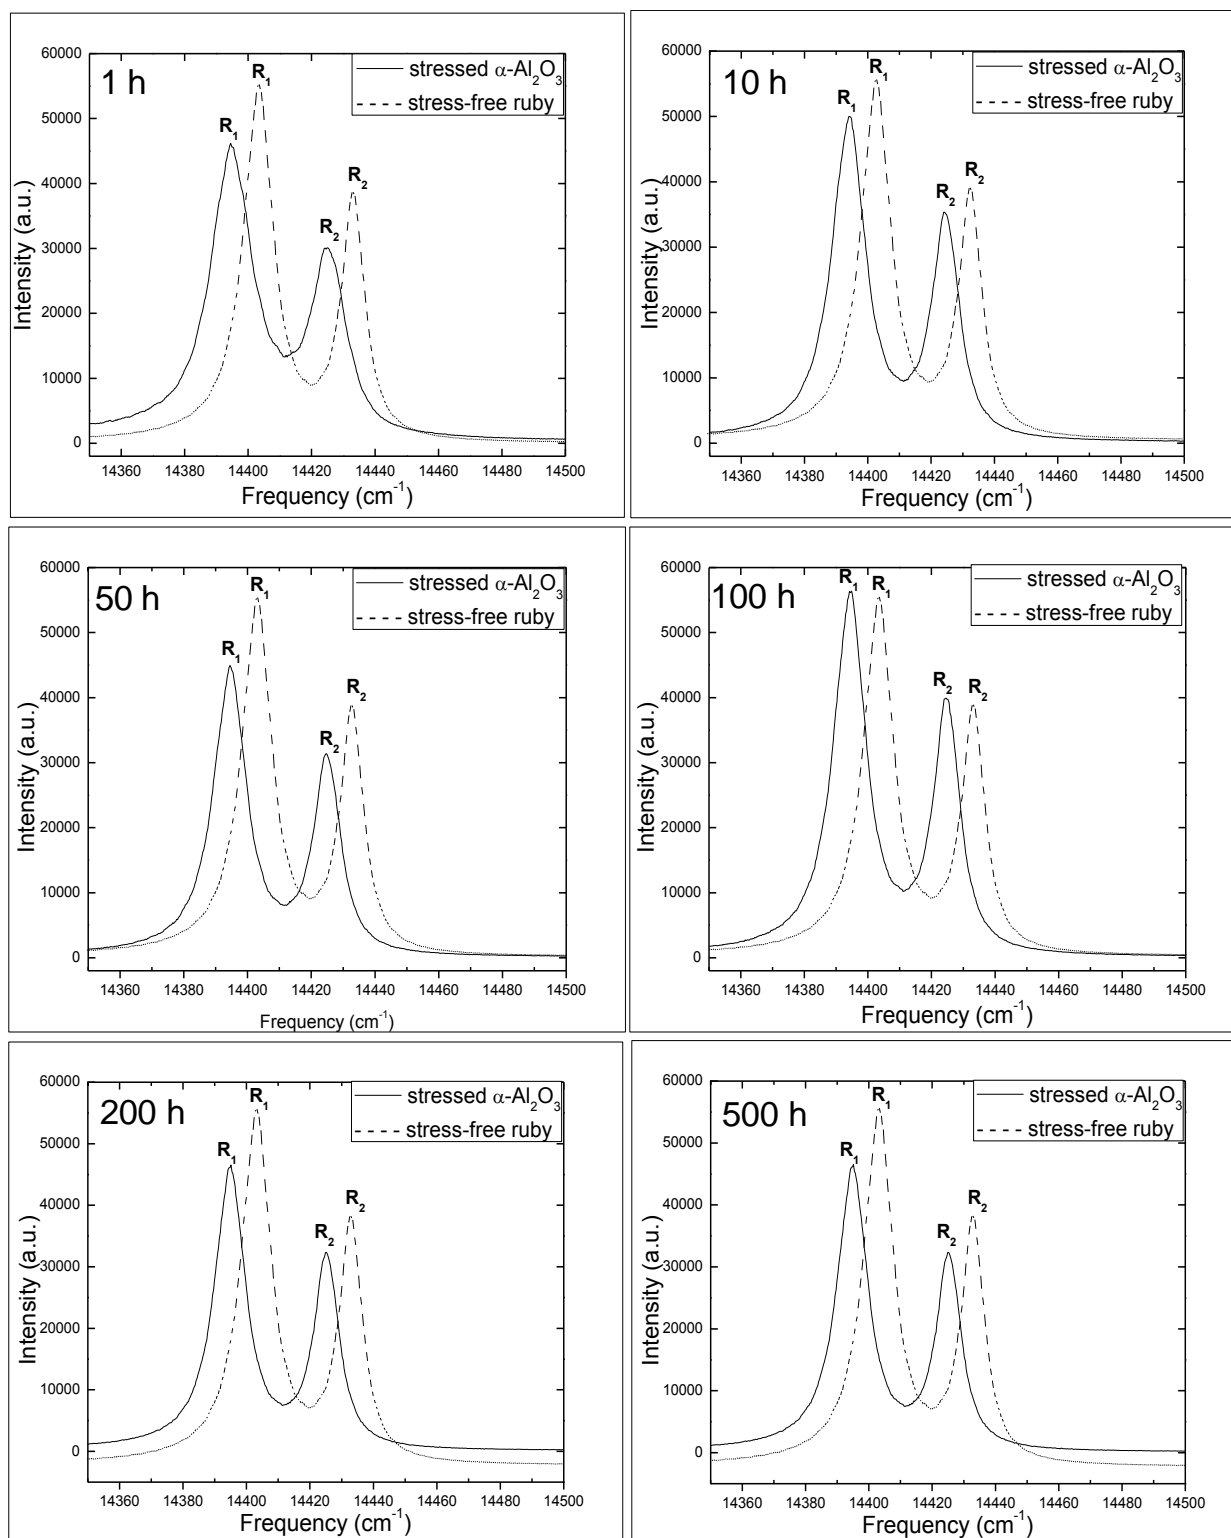 1 h
60000
50000
40000
30000
20000
10000
0
Intensity (a.u.)
R₁
R₁
R₂
R₂
stressed α-Al₂O₃
stress-free ruby
14360 14380 14400 14420 14440 14460 14480 14500
Frequency (cm⁻¹)
10 h
60000
50000
40000
30000
20000
10000
0
Intensity (a.u.)
R₁
R₁
R₂
R₂
stressed α-Al₂O₃
stress-free ruby
14360 14380 14400 14420 14440 14460 14480 14500
Frequency (cm⁻¹)
50 h
60000
50000
40000
30000
20000
10000
0
Intensity (a.u.)
R₁
R₁
R₂
R₂
stressed α-Al₂O₃
stress-free ruby
14360 14380 14400 14420 14440 14460 14480 14500
Frequency (cm⁻¹)
100 h
60000
50000
40000
30000
20000
10000
0
Intensity (a.u.)
R₁ R₁
R₂ R₂
stressed α-Al₂O₃
stress-free ruby
14360 14380 14400 14420 14440 14460 14480 14500
Frequency (cm⁻¹)
200 h
60000
50000
40000
30000
20000
10000
0
Intensity (a.u.)
R₁
R₁
R₂
R₂
stressed α-Al₂O₃
stress-free ruby
14360 14380 14400 14420 14440 14460 14480 14500
Frequency (cm⁻¹)
500 h
60000
50000
40000
30000
20000
10000
0
Intensity (a.u.)
R₁
R₁
R₂
R₂
stressed α-Al₂O₃
stress-free ruby
14360 14380 14400 14420 14440 14460 14480 14500
Frequency (cm⁻¹)